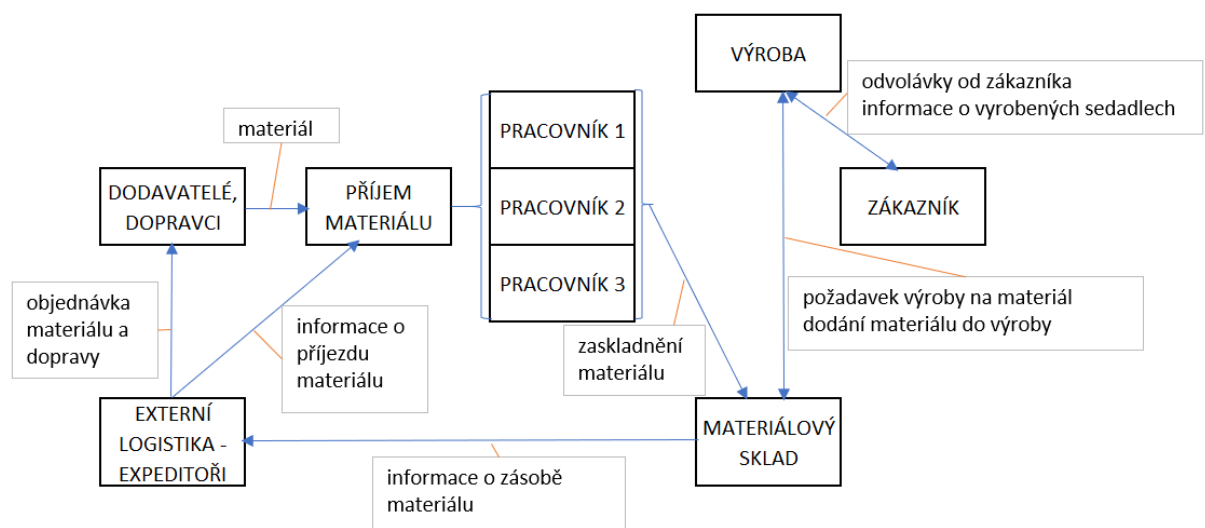 VÝROBA
odvolávky od zákazníka
informace o vyrobených sedadlech
materiál
PRACOVNÍK 1
DODAVATELÉ,
DOPRAVCI
PŘÍJEM
MATERIÁLU
PRACOVNÍK 2
ZÁKAZNÍK
PRACOVNÍK 3
objednávka
materiálu a
dopravy
informace o
příjezdu
materiálu
zaskladnění
materiálu
požadavek výroby na materiál
dodání materiálu do výroby
EXTERNÍ
LOGISTIKA -
EXPEDITOŘI
MATERIÁLOVÝ
SKLAD
informace o zásobě
materiálu